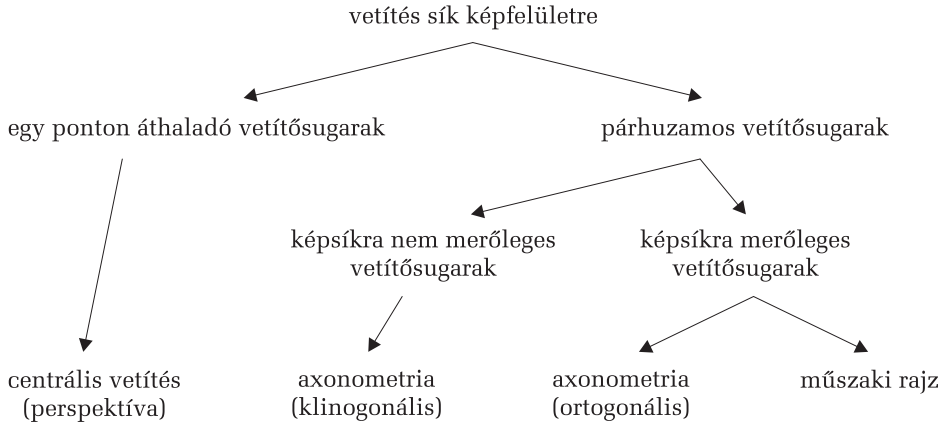 vetítés sík képfelületre
egy ponton áthaladó vetítősugarak
párhuzamos vetítősugarak
képsíkra nem merőleges
vetítősugarak
képsíkra merőleges
vetítősugarak
centrális vetítés
(perspektíva)
axonometria
(klinogonális)
axonometria
(ortogonális)
műszaki rajz